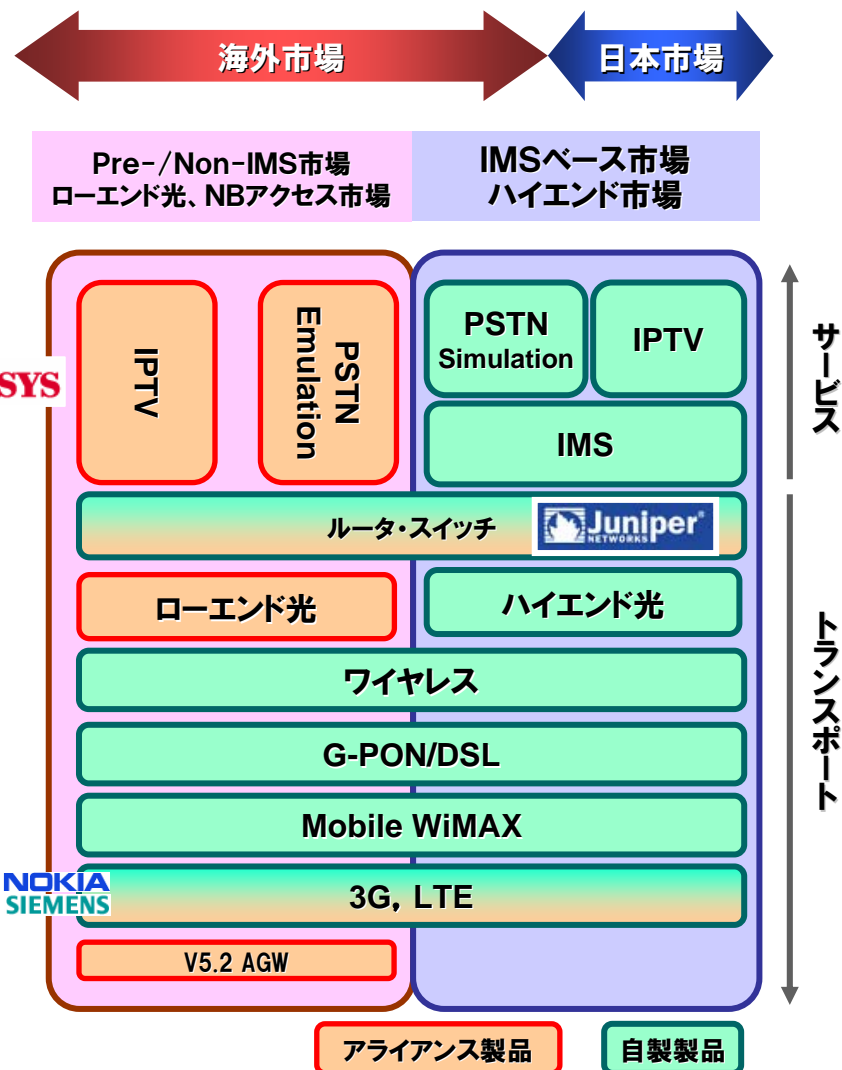 海外市場
日本市場
Pre-/Non-IMS市場
ローエンド光、NBアクセス市場
IMSベース市場
ハイエンド市場
IPTV
PSTN
Emulation
PSTN
Simulation
IPTV
サービス
SYS
IMS
ルータ・スイッチ
Juniper
NETWORKS
ローエンド光
ハイエンド光
トランスポート
ワイヤレス
G-PON/DSL
Mobile WiMAX
NOKIA
SIEMENS
3G, LTE
V5.2 AGW
アライアンス製品
自製製品